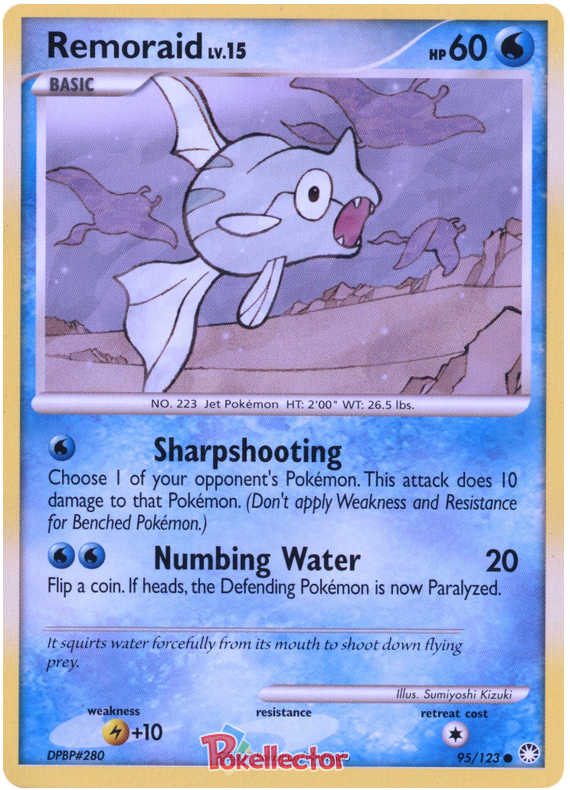 Remoraid LV.15 HP 60
BASIC
NO. 223 Jet Pokémon HT: 2'00" WT: 26.5 lbs.
Sharpshooting
Choose 1 of your opponent's Pokémon. This attack does 10
damage to that Pokémon. (Don't apply Weakness and Resistance
for Benched Pokémon.)
Numbing Water 20
Flip a coin. If heads, the Defending Pokémon is now Paralyzed.
It squirts water forcefully from its mouth to shoot down flying
prey.
Illus. Sumiyoshi Kizuki
weakness resistance retreat cost
+10
DPBP#280 Pokellector 95/123